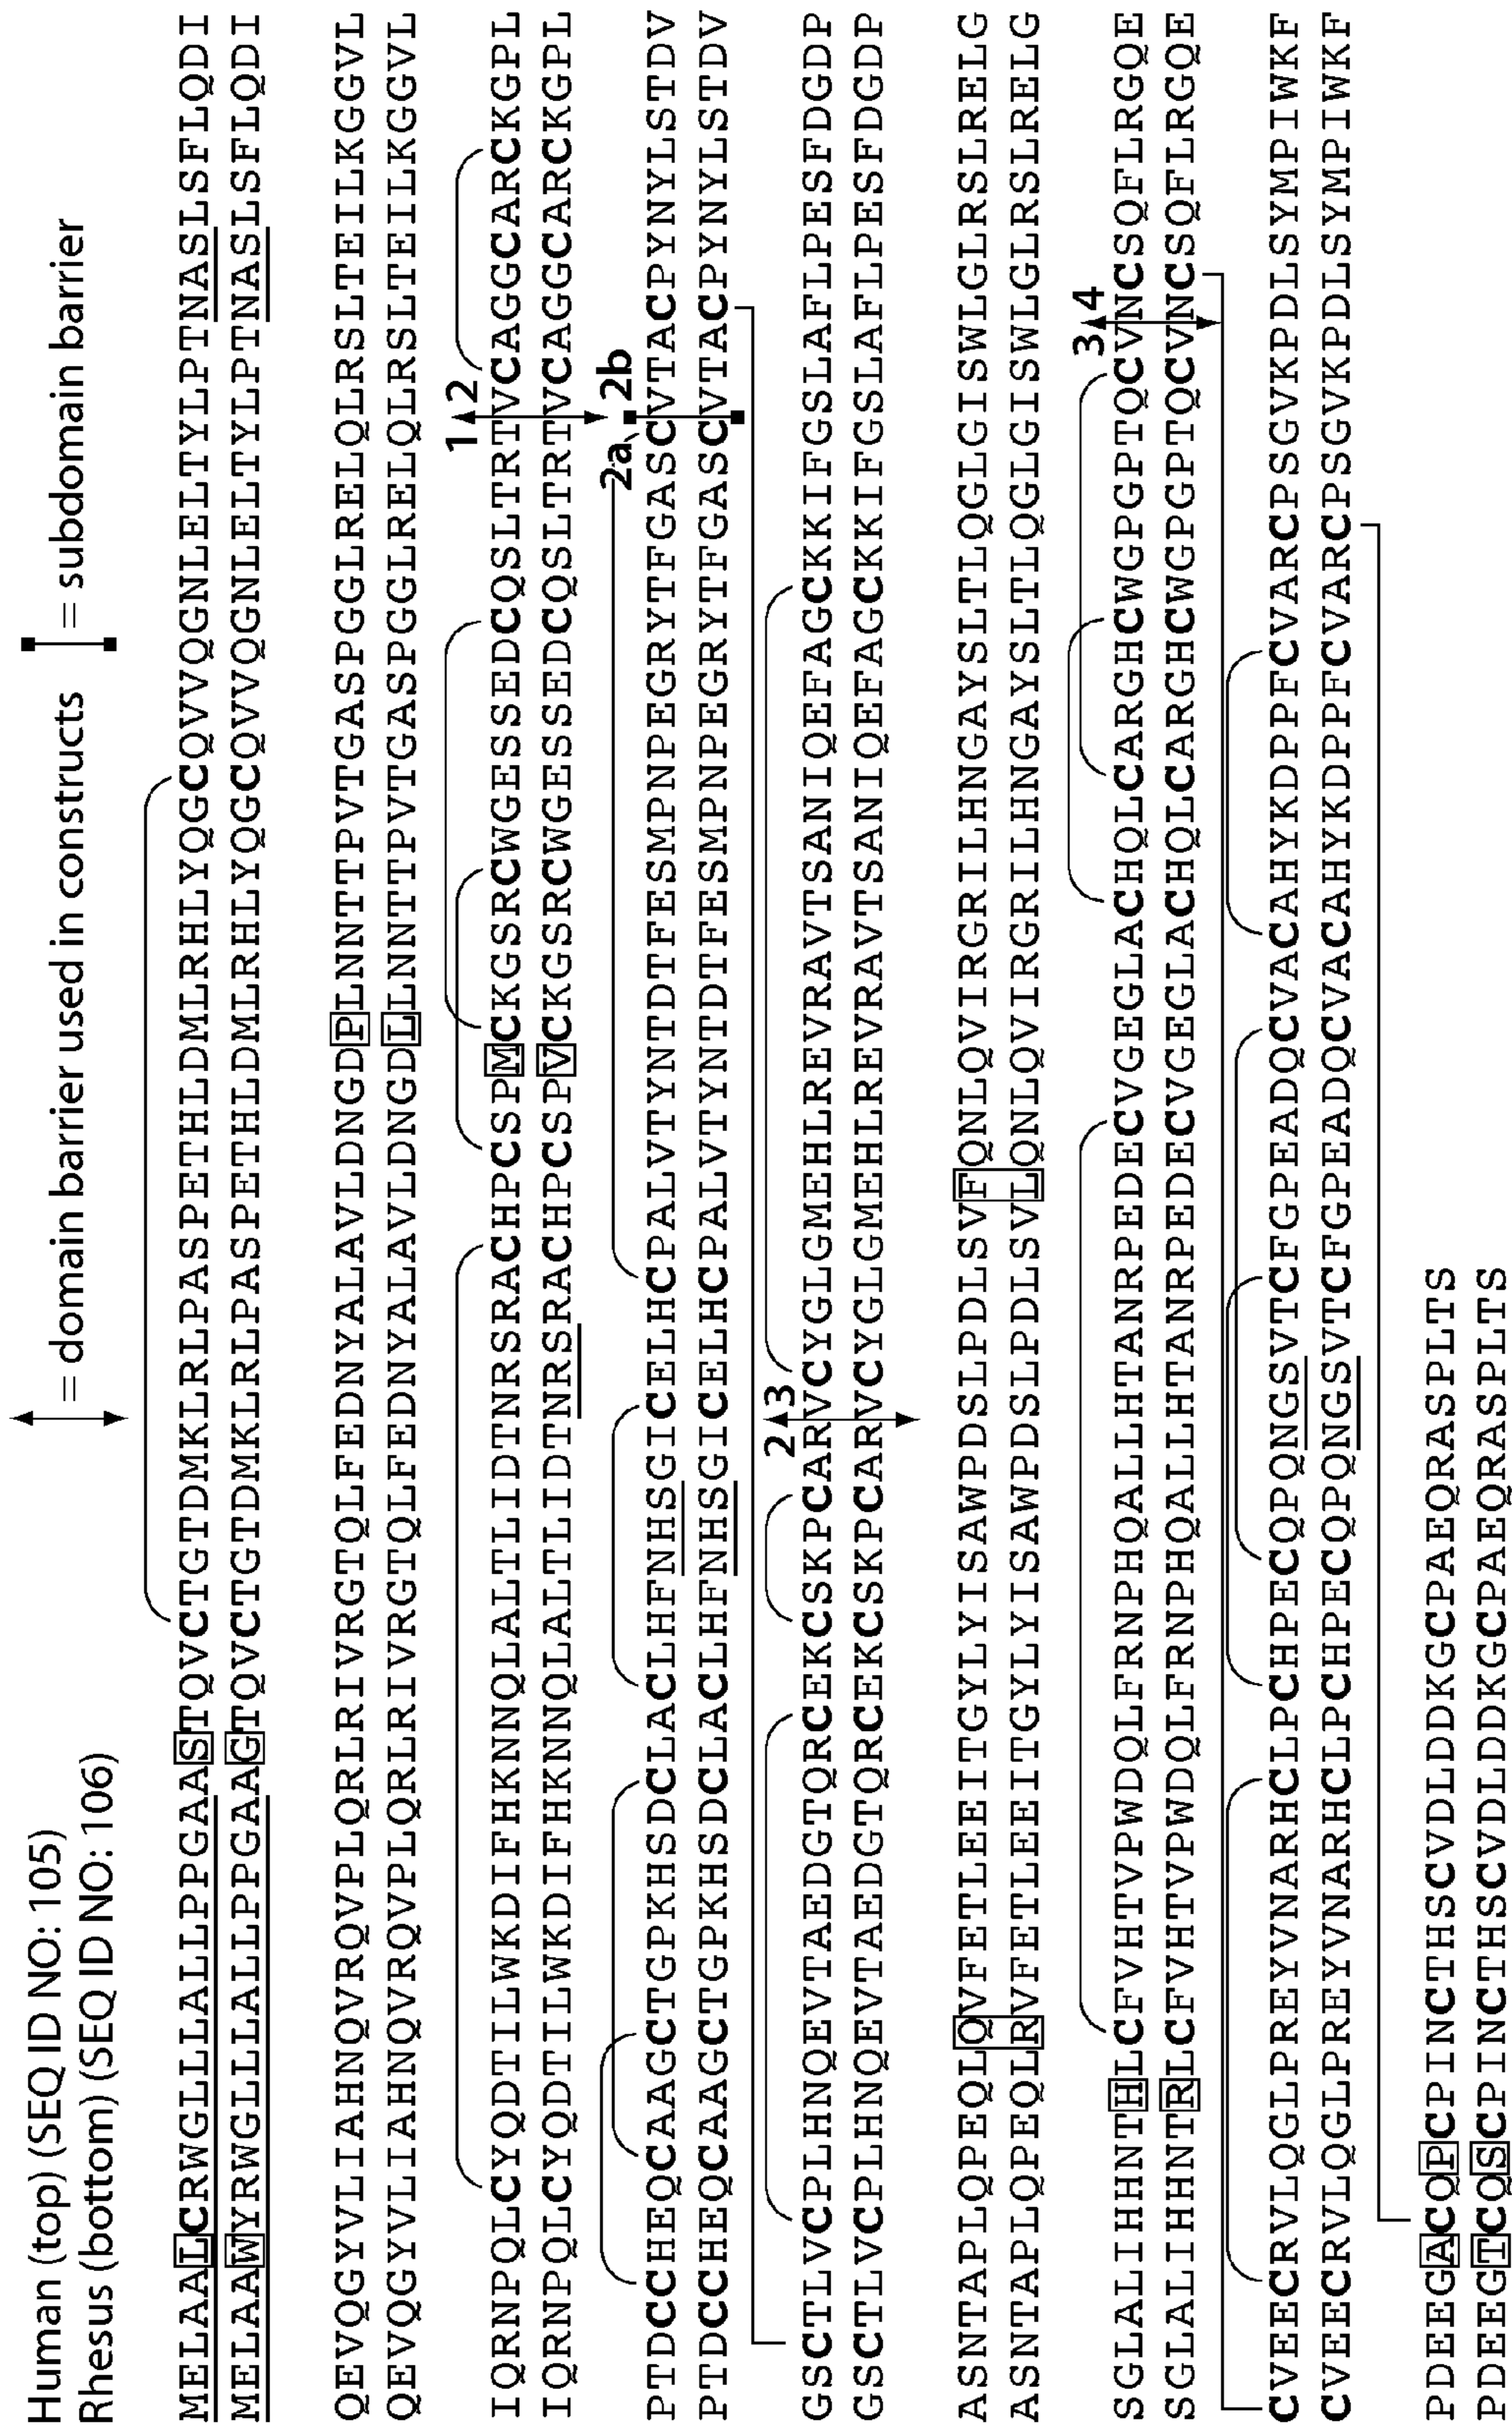 Human (top) (SEQ ID NO: 105)
Rhesus (bottom) (SEQ ID NO: 106)
= domain barrier used in constructs
= subdomain barrier
MELAALCRWGLLLALLPPGAASTQVCTGTDMKLRLPASPETHLDMLRHLYQGCQVVQGNLELTYLPTNASLSFLQDI
MELAAWYRWGLLLALLPPGAAGTQVCTGTDMKLRLPASPETHLDMLRHLYQGCQVVQGNLELTYLPTNASLSFLQDI
QEVQGYVLIAHNQVRQVPLQRLRIVRGTQLFEDNYALAVLDNGDPLNNTTPVTGASPGGLRELQLRSLTEILKGGVL
QEVQGYVLIAHNQVRQVPLQRLRIVRGTQLFEDNYALAVLDNGDLLNNTTPVTGASPGGLRELQLRSLTEILKGGVL
1 2
IQRNPQLCYQDTILWKDIFHKNNQLALTLIDTNRSRACHPCSPMCKGSRCWGESSEDCQSLTRTVCAGGCARCKGPL
IQRNPQLCYQDTILWKDIFHKNNQLALTLIDTNRSRACHPCSPVCKGSRCWGESSEDCQSLTRTVCAGGCARCKGPL
2a 2b
PTDCCHEQCAAGCTGPKHSDCLACLHFNHSGICELHCPALVTYNTDTFESMPNPEGRYTFGASCVTACPYNYLSTDV
PTDCCHEQCAAGCTGPKHSDCLACLHFNHSGICELHCPALVTYNTDTFESMPNPEGRYTFGASCVTACPYNYLSTDV
2 3
GSCTLVCPLHNQEVTAEDGTQRCEKCSKPCARVCYGLGMEHLREVRAVTSANIQEFAGCKKIFGSLAFLPESFDGDP
GSCTLVCPLHNQEVTAEDGTQRCEKCSKPCARVCYGLGMEHLREVRAVTSANIQEFAGCKKIFGSLAFLPESFDGDP
ASNTAPLQPEQLQVFETLEEITGYLYISAWPDSLPDLSVFQNLQVIRGRILHNGAYSLTLQGLGISWLGLRSLRELG
ASNTAPLQPEQLRVFETLEEITGYLYISAWPDSLPDLSVLQNLQVIRGRILHNGAYSLTLQGLGISWLGLRSLRELG
3 4
SGLALIHHNTHLCFVHTVPWDQLFRNPHQALLHTANRPEDECVGEGLACHQLCARGHCWGPGPTQCVNCSQFLRGQE
SGLALIHHNTRLCFVHTVPWDQLFRNPHQALLHTANRPEDECVGEGLACHQLCARGHCWGPGPTQCVNCSQFLRGQE
CVEECRVLQGLPREYVNARHCLPCHPECQPQNGSVTCFGPEADQCVACAHYKDPPFCVARCPSGVKPDLSYMPIWKF
CVEECRVLQGLPREYVNARHCLPCHPECQPQNGSVTCFGPEADQCVACAHYKDPPFCVARCPSGVKPDLSYMPIWKF
PDEEGACQPCPINCTHSCVDLDDKGCPAEQRASPLTS
PDEEGTCQSCPINCTHSCVDLDDKGCPAEQRASPLTS